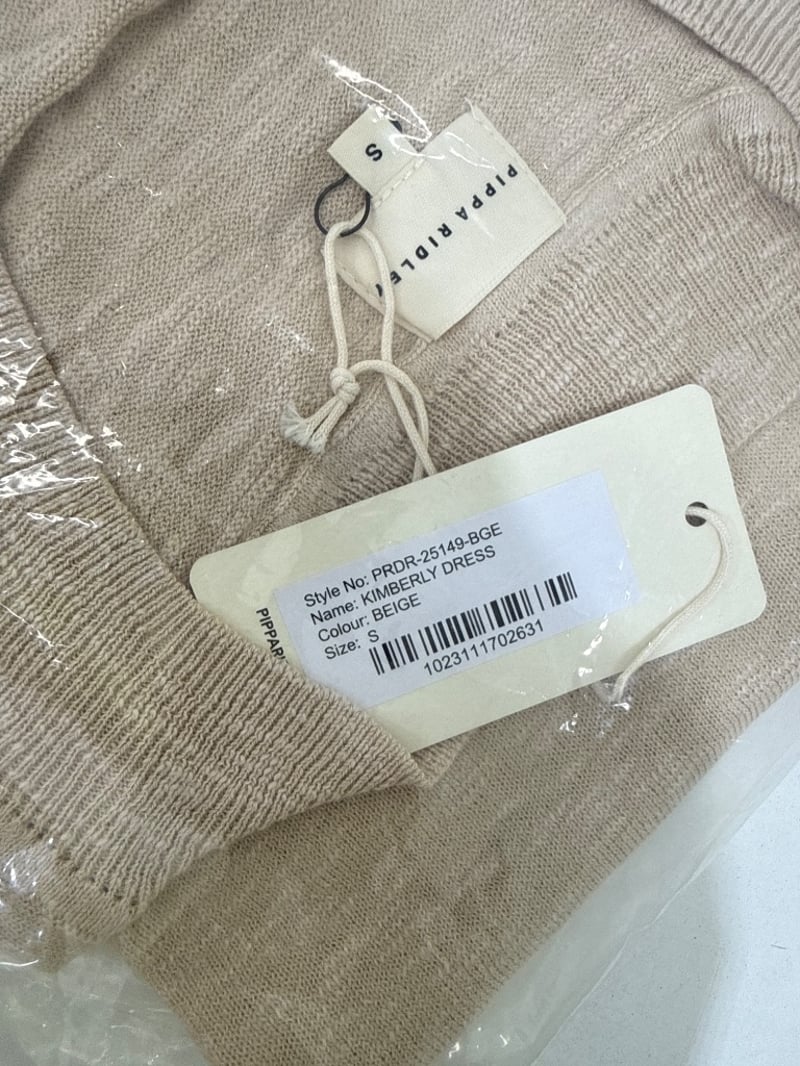 S
PIPPA RIDLEY
Style No: PRDR-25149-BGE
Name: KIMBERLY DRESS
Colour: BEIGE
Size: S
1023111702631